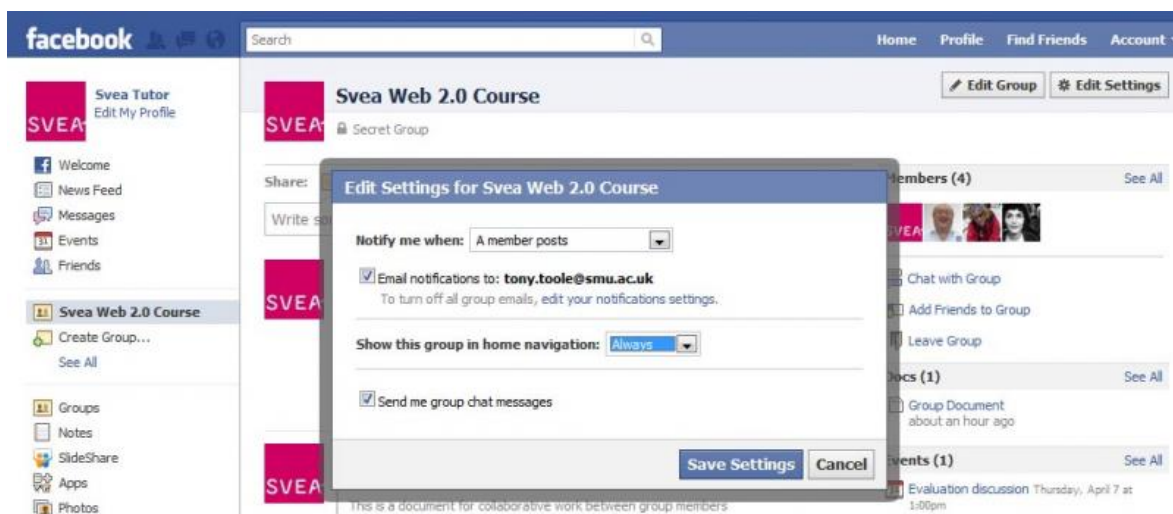 facebook
Search
Home Profile Find Friends Account
SVEA
Svea Tutor
Edit My Profile
Welcome
News Feed
Messages
Events
Friends
Svea Web 2.0 Course
Create Group...
See All
Groups
Notes
SlideShare
Apps
Photos
SVEA
Svea Web 2.0 Course
Secret Group
Edit Group
Edit Settings
Share:
Write
SVEA
SVEA
This is a document for collaborative work between group members
Edit Settings for Svea Web 2.0 Course
Notify me when: A member posts
Email notifications to: tony.toole@smu.ac.uk
To turn off all group emails, edit your notifications settings.
Show this group in home navigation: Always
Send me group chat messages
Save Settings Cancel
Members (4) See All
SVEA
Chat with Group
Add Friends to Group
Leave Group
Docs (1) See All
Group Document
about an hour ago
Events (1) See All
Evaluation discussion Thursday, April 7 at
1:00pm